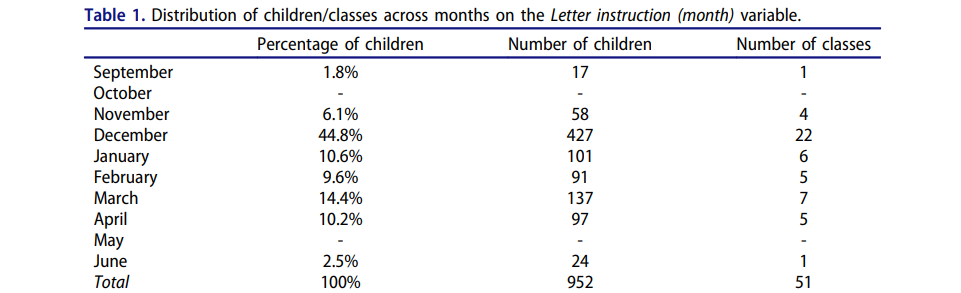 Table 1. Distribution of children/classes across months on the Letter instruction (month) variable.
Percentage of children Number of children Number of classes
September 1.8% 17 1
October - - -
November 6.1% 58 4
December 44.8% 427 22
January 10.6% 101 6
February 9.6% 91 5
March 14.4% 137 7
April 10.2% 97 5
May - - -
June 2.5% 24 1
Total 100% 952 51